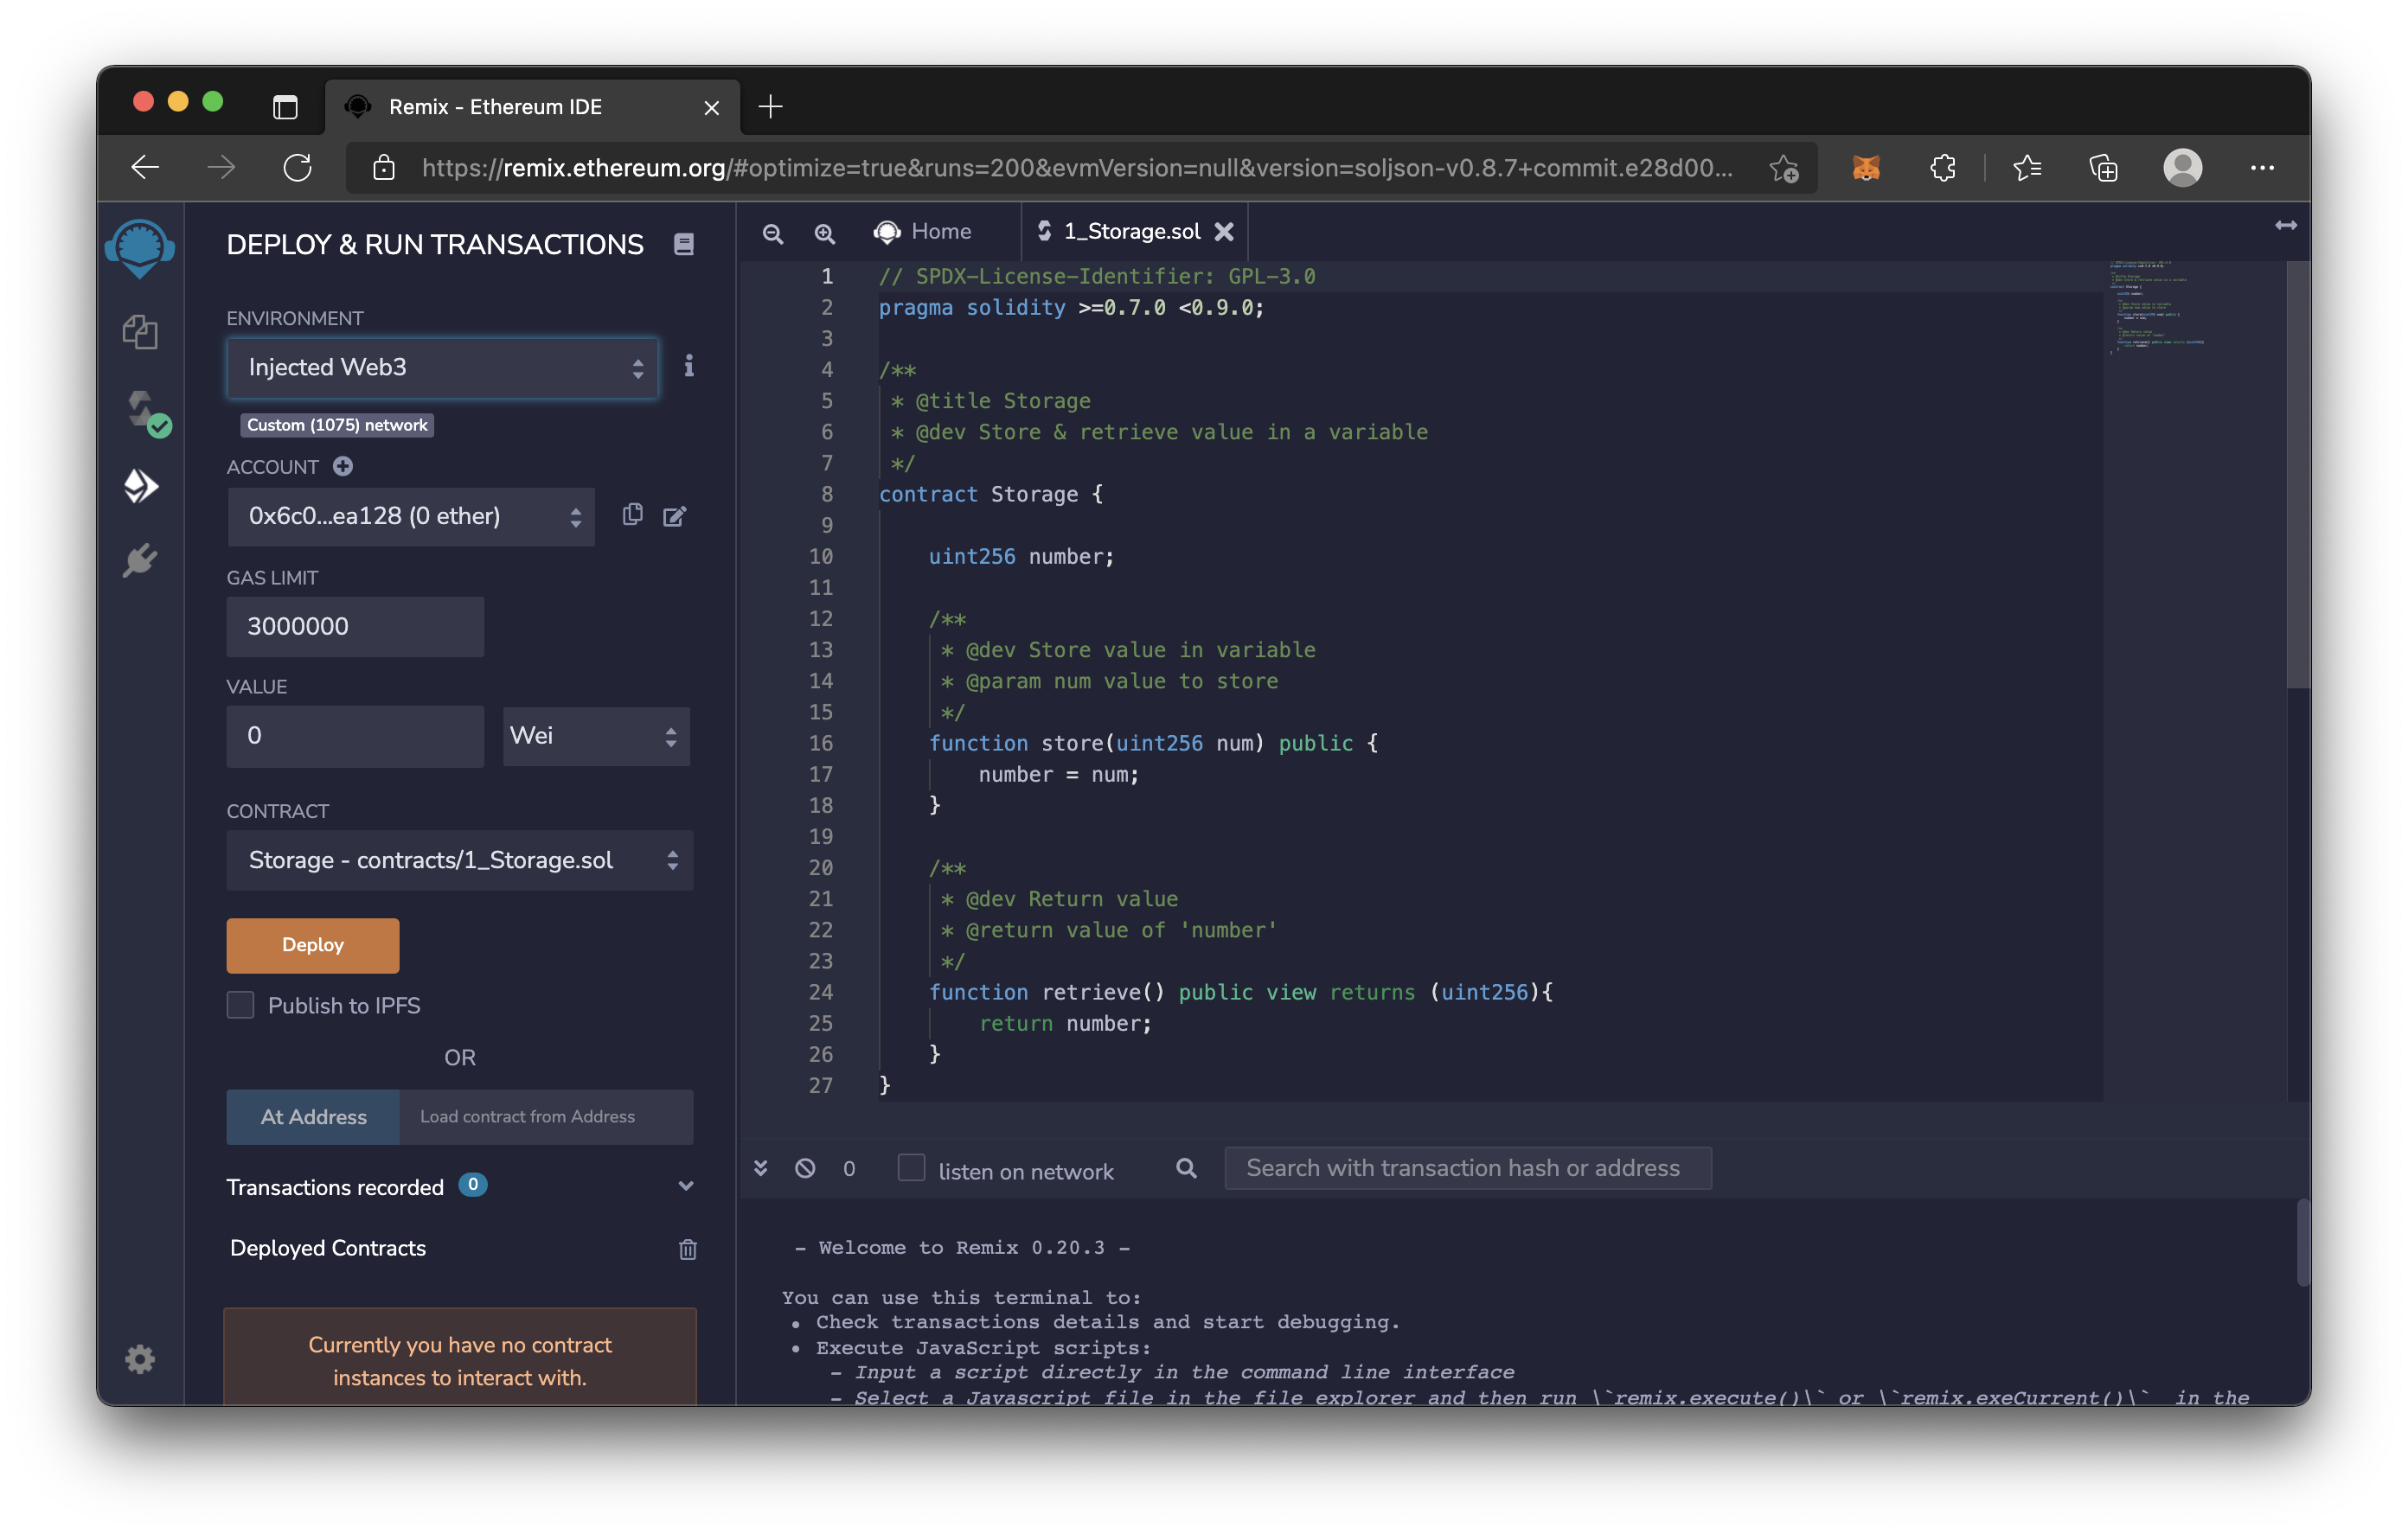 Remix - Ethereum IDE
https://remix.ethereum.org/#optimize=true&runs=200&evmVersion=null&version=soljson-v0.8.7+commit.e28d00...
DEPLOY & RUN TRANSACTIONS
ENVIRONMENT
Injected Web3
Custom (1075) network
ACCOUNT
0x6c0...ea128 (0 ether)
GAS LIMIT
3000000
VALUE
0
Wei
CONTRACT
Storage - contracts/1_Storage.sol
Deploy
Publish to IPFS
OR
At Address
Load contract from Address
Transactions recorded 0
Deployed Contracts
Currently you have no contract
instances to interact with.
Home
1_Storage.sol
1 // SPDX-License-Identifier: GPL-3.0
2 pragma solidity >=0.7.0 <0.9.0;
3
4 /**
5  * @title Storage
6  * @dev Store & retrieve value in a variable
7  */
8 contract Storage {
9
10     uint256 number;
11
12     /**
13      * @dev Store value in variable
14      * @param num value to store
15      */
16     function store(uint256 num) public {
17         number = num;
18     }
19
20     /**
21      * @dev Return value
22      * @return value of 'number'
23      */
24     function retrieve() public view returns (uint256){
25         return number;
26     }
27 }
0
listen on network
Search with transaction hash or address
- Welcome to Remix 0.20.3 -
You can use this terminal to:
• Check transactions details and start debugging.
• Execute JavaScript scripts:
- Input a script directly in the command line interface
- Select a Javascript file in the file explorer and then run \`remix.execute()\` or \`remix.exeCurrent()\` in the